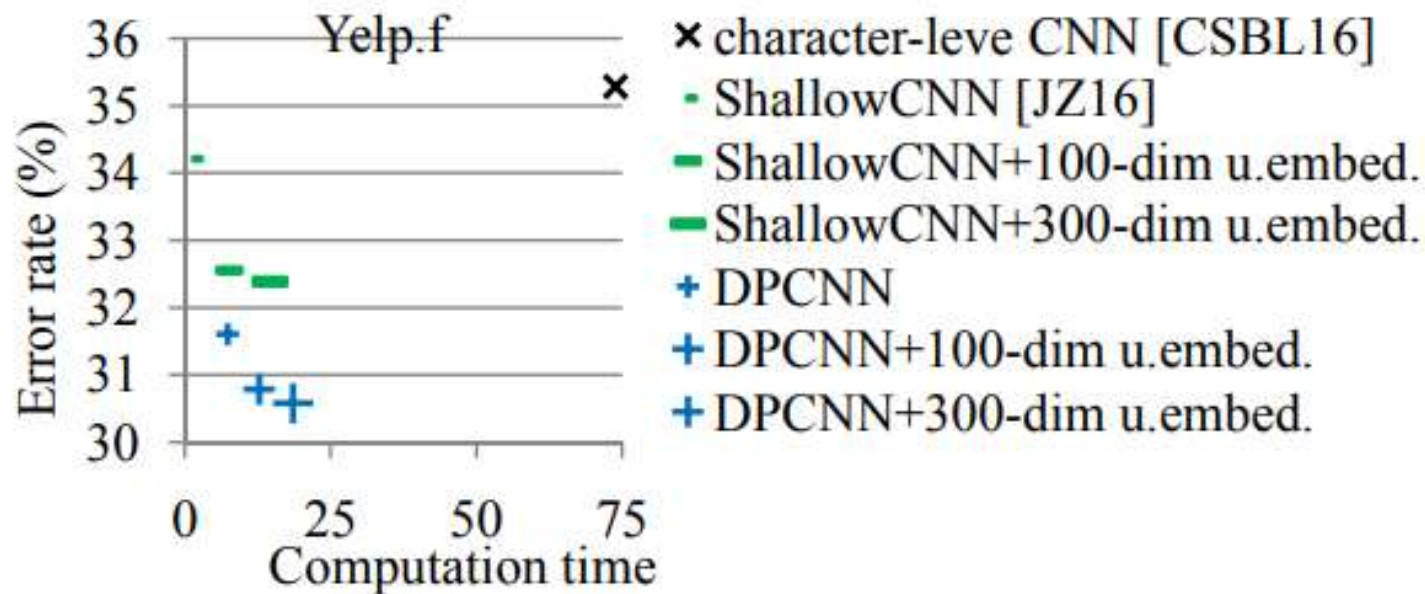 Yelp.f
36
35
34
33
32
31
30
Error rate (%)
0 25 50 75
Computation time
character-leve CNN [CSBL16]
ShallowCNN [JZ16]
ShallowCNN+100-dim u.embed.
ShallowCNN+300-dim u.embed.
DPCNN
DPCNN+100-dim u.embed.
DPCNN+300-dim u.embed.